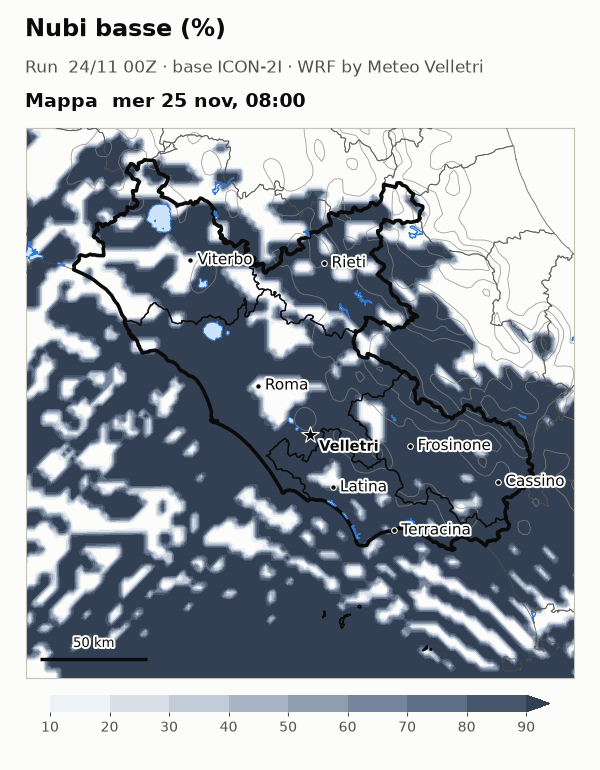 Nubi basse (%)
Run 24/11 00Z · base ICON-2I · WRF by Meteo Velletri
Mappa mer 25 nov, 08:00
Viterbo
Rieti
Roma
Velletri
Frosinone
Cassino
Latina
Terracina
50 km
10 20 30 40 50 60 70 80 90